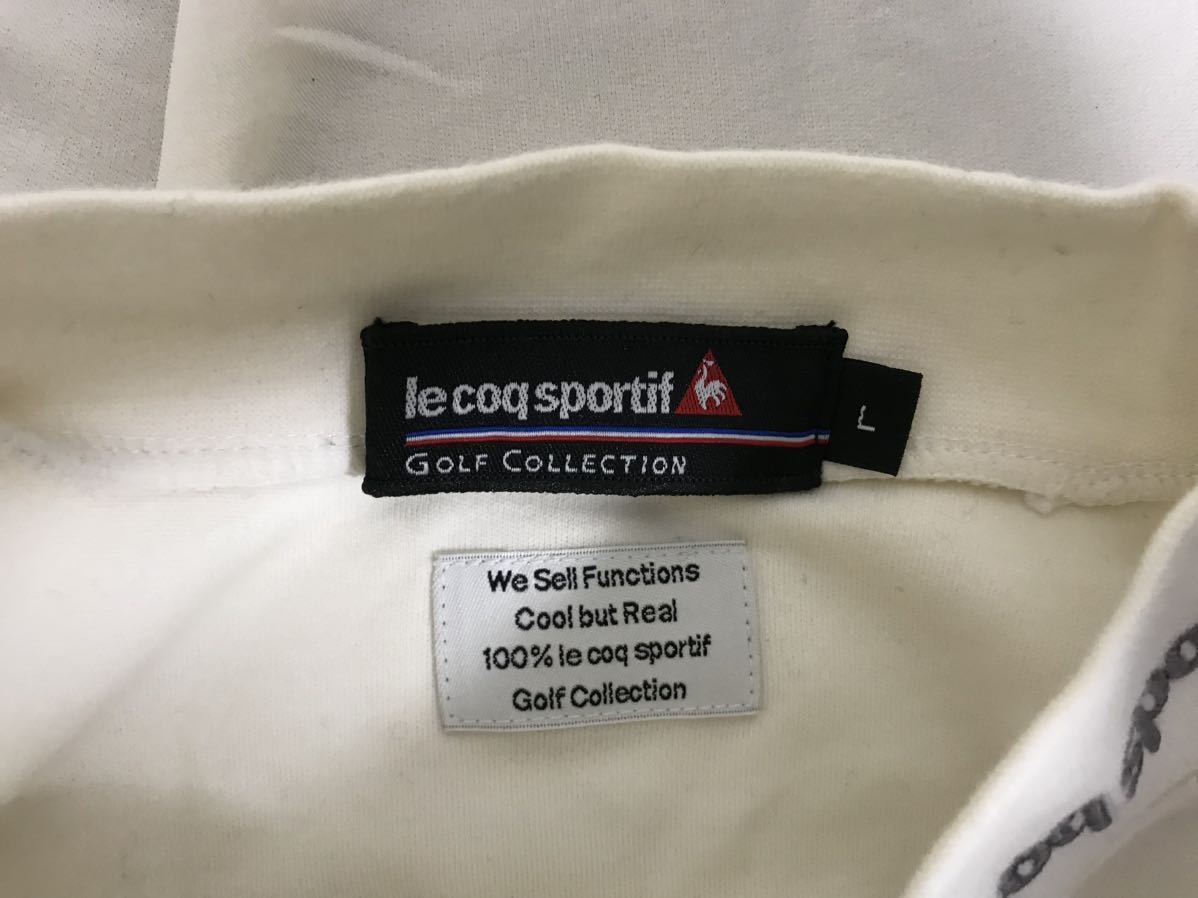 le coq sportif
GOLF COLLECTION
L
We Sell Functions
Cool but Real
100% le coq sportif
Golf Collection